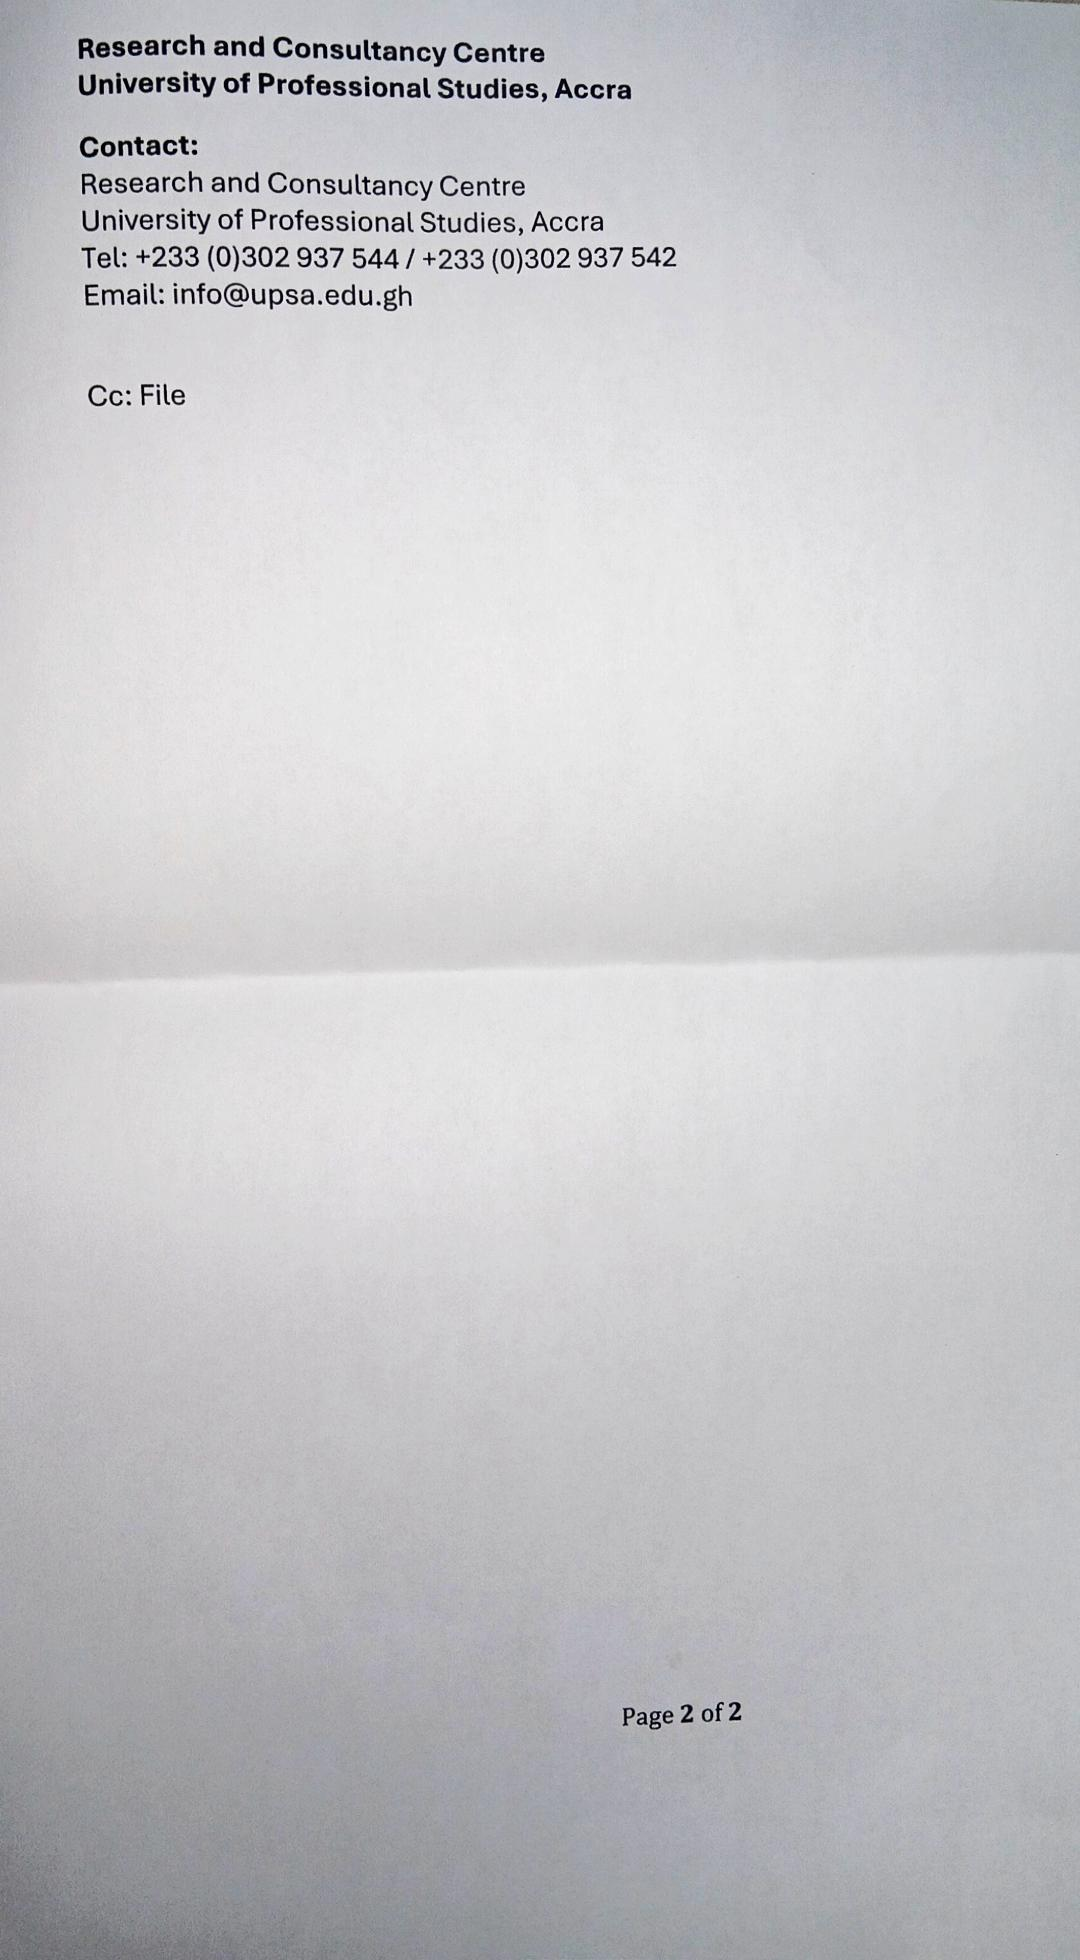 Research and Consultancy Centre
University of Professional Studies, Accra
Contact:
Research and Consultancy Centre
University of Professional Studies, Accra
Tel: +233 (0)302 937 544 / +233 (0)302 937 542
Email: info@upsa.edu.gh
Cc: File
Page 2 of 2